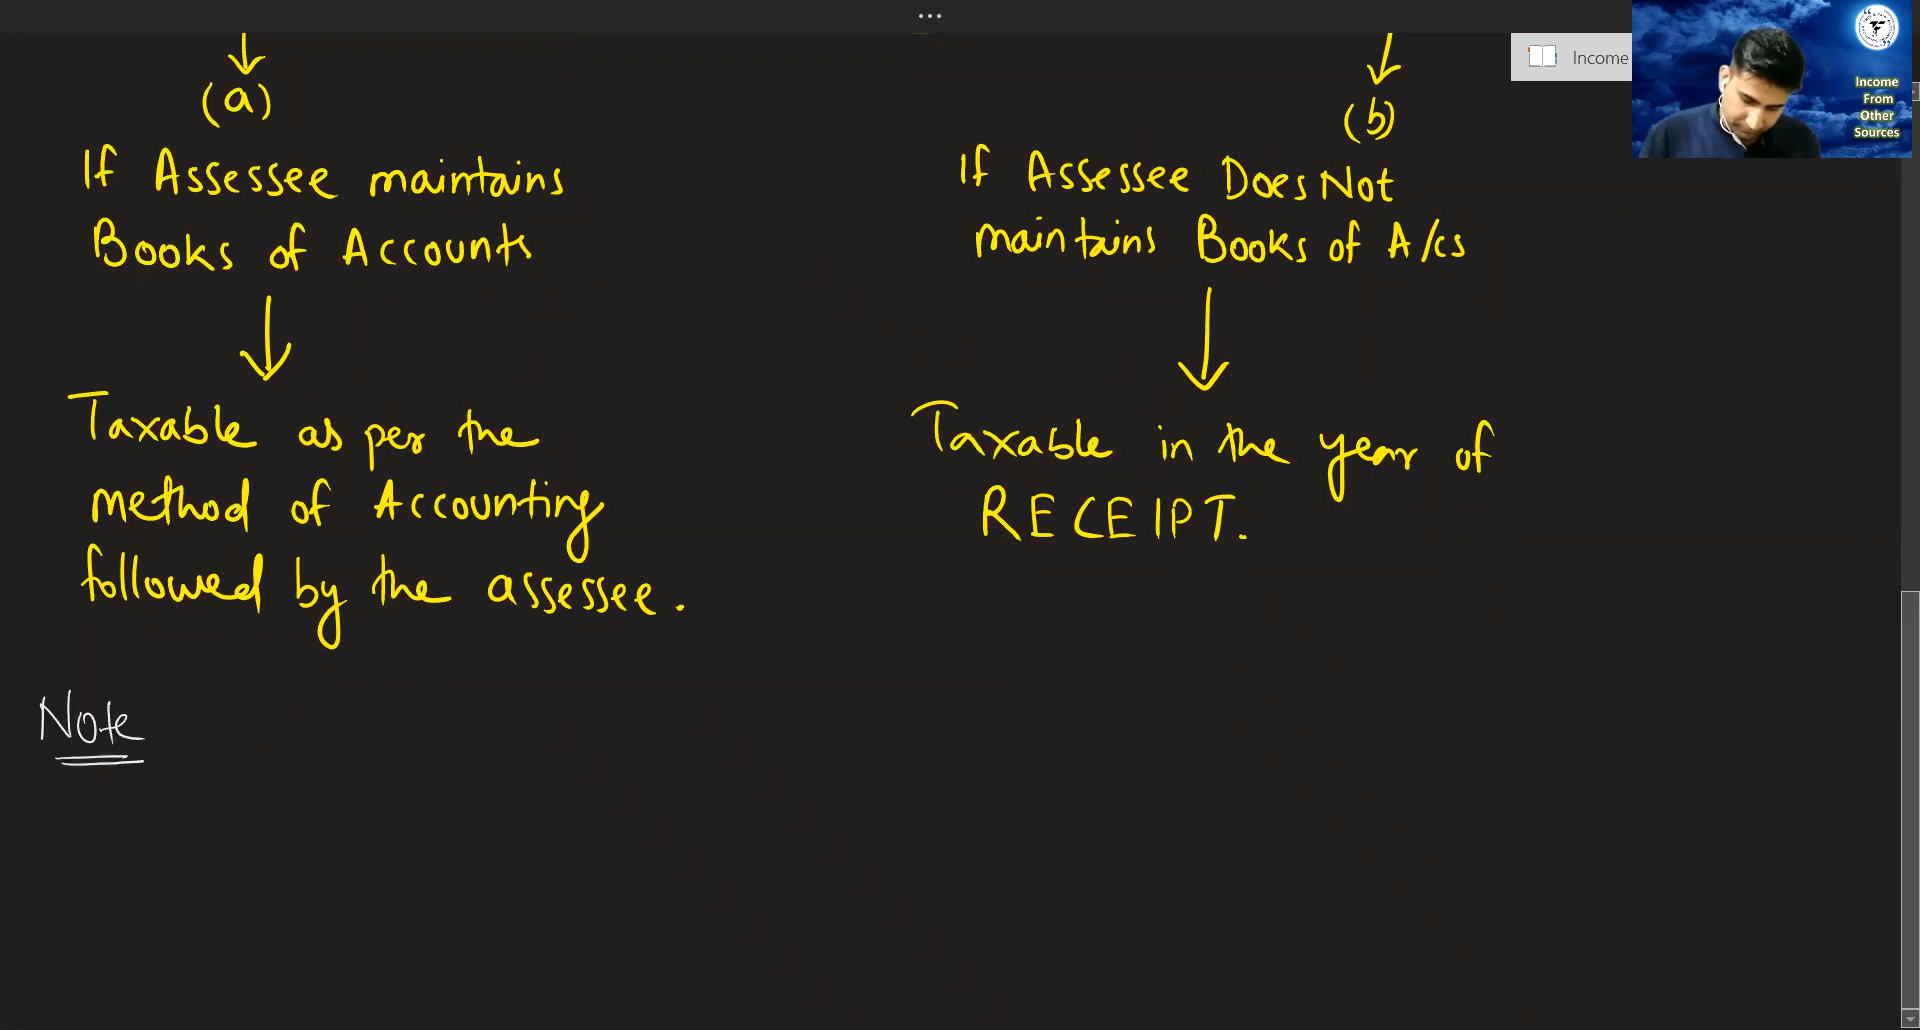 ...
Income
Income
From
Other
Sources
(a)
If Assessee maintains
Books of Accounts
Taxable as per the
method of Accounting
followed by the assessee.
(b)
If Assessee Does Not
maintains Books of A/cs
Taxable in the year of
RECEIPT.
Note